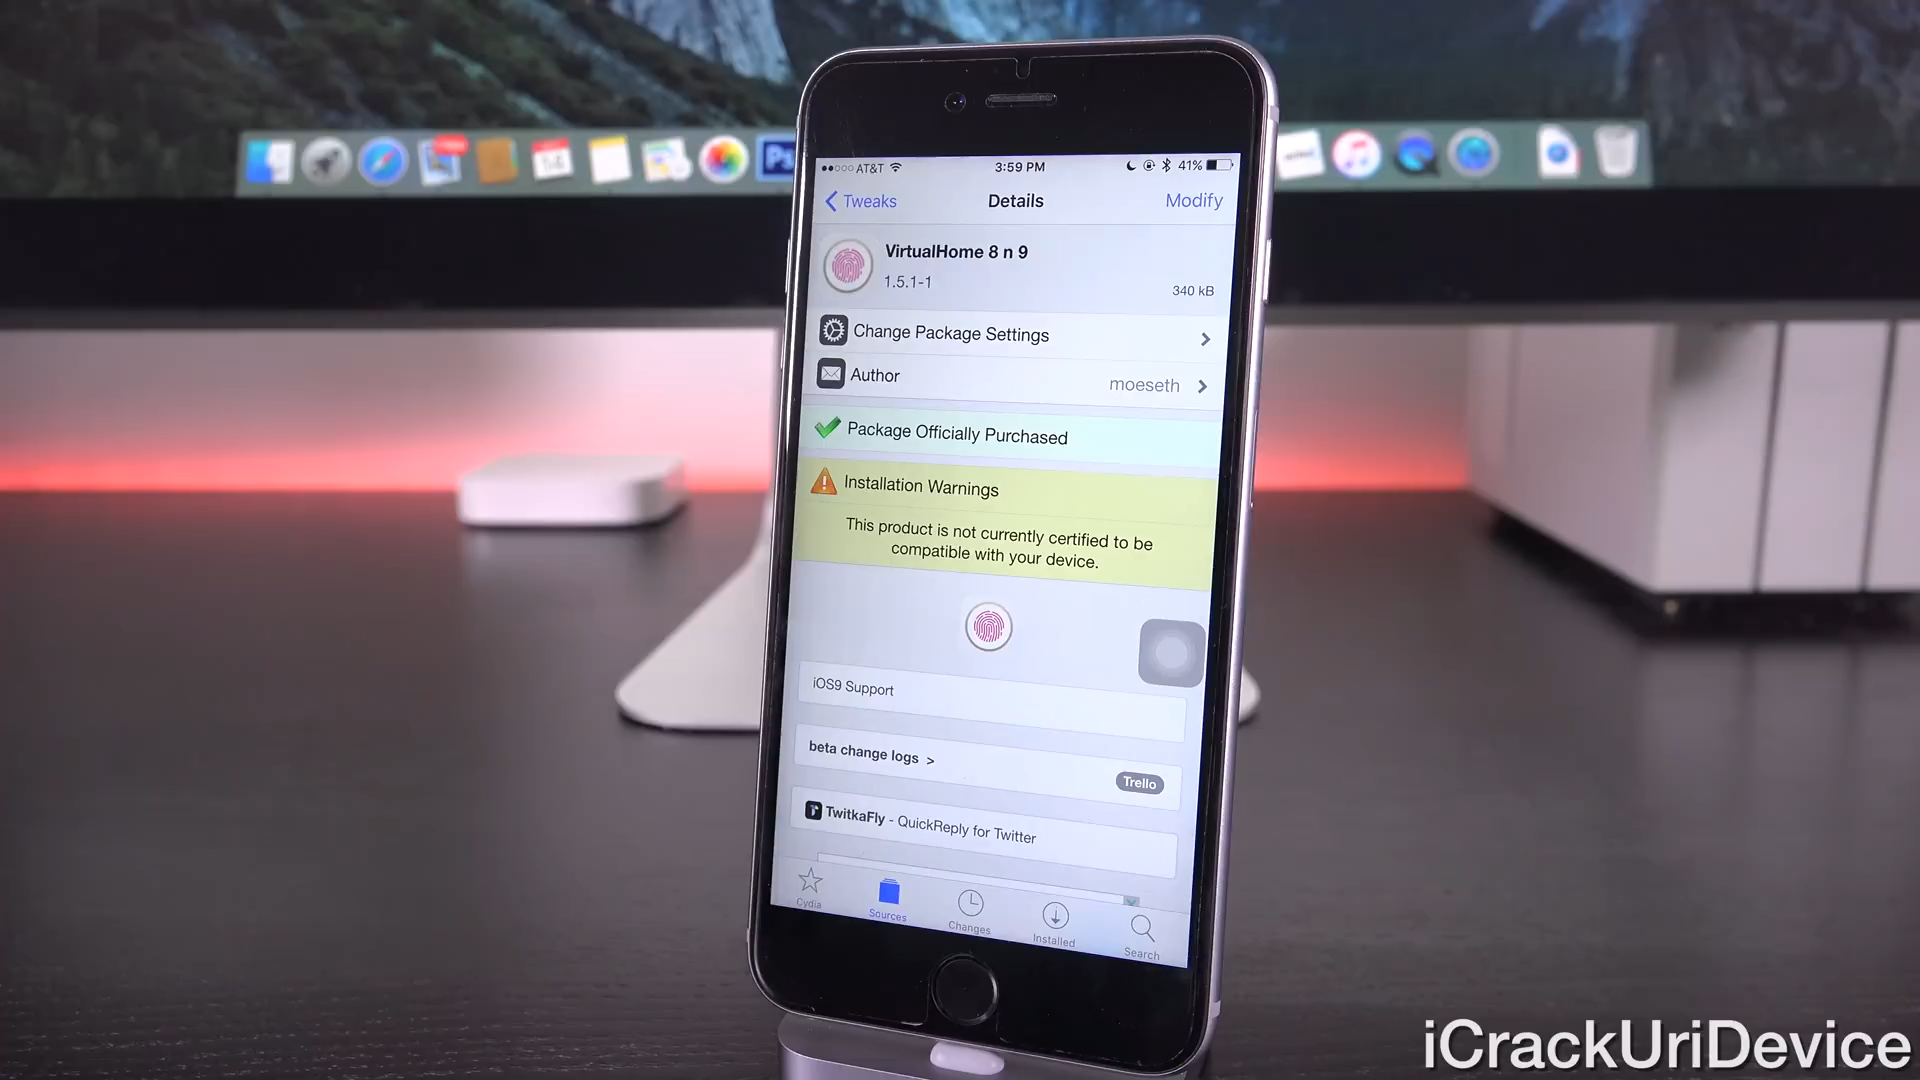 Ps
AT&T
3:59 PM
41%
Tweaks
Details
Modify
VirtualHome 8 n 9
1.5.1-1
340 kB
Change Package Settings
Author
moeseth
Package Officially Purchased
Installation Warnings
This product is not currently certified to be
compatible with your device.
iOS9 Support
beta change logs >
Trello
TwitkaFly - QuickReply for Twitter
Cydia
Sources
Changes
Installed
Search
iCrackUriDevice